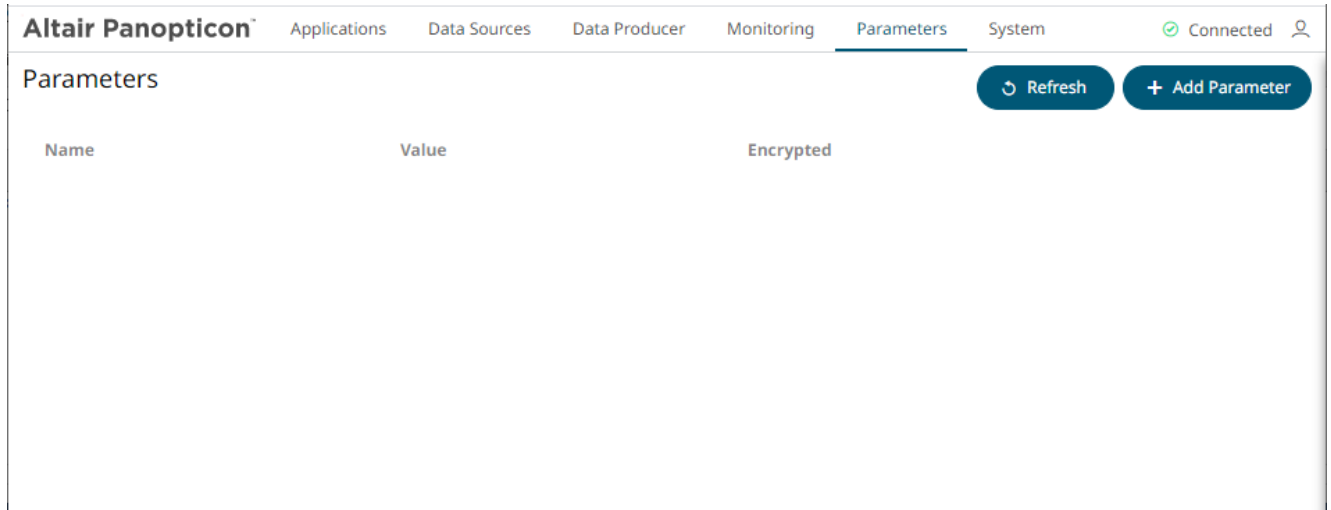 Altair Panopticon™ Applications Data Sources Data Producer Monitoring Parameters System Connected
Parameters Refresh + Add Parameter
Name Value Encrypted